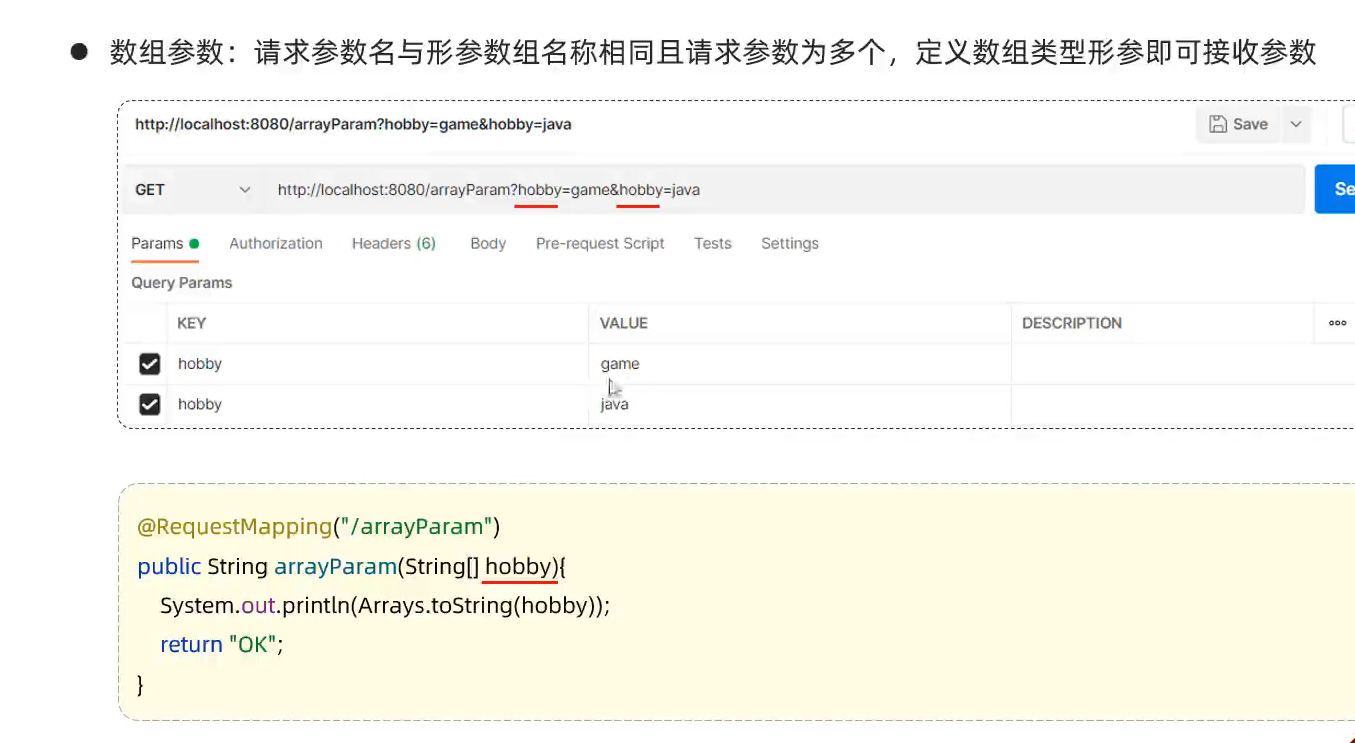 ● 数组参数：请求参数名与形参数组名称相同且请求参数为多个，定义数组类型形参即可接收参数
http://localhost:8080/arrayParam?hobby=game&hobby=java Save
GET http://localhost:8080/arrayParam?hobby=game&hobby=java Se
Params Authorization Headers (6) Body Pre-request Script Tests Settings
Query Params
KEY VALUE DESCRIPTION
hobby game
hobby java
@RequestMapping("/arrayParam")
public String arrayParam(String[] hobby){
System.out.println(Arrays.toString(hobby));
return "OK";
}